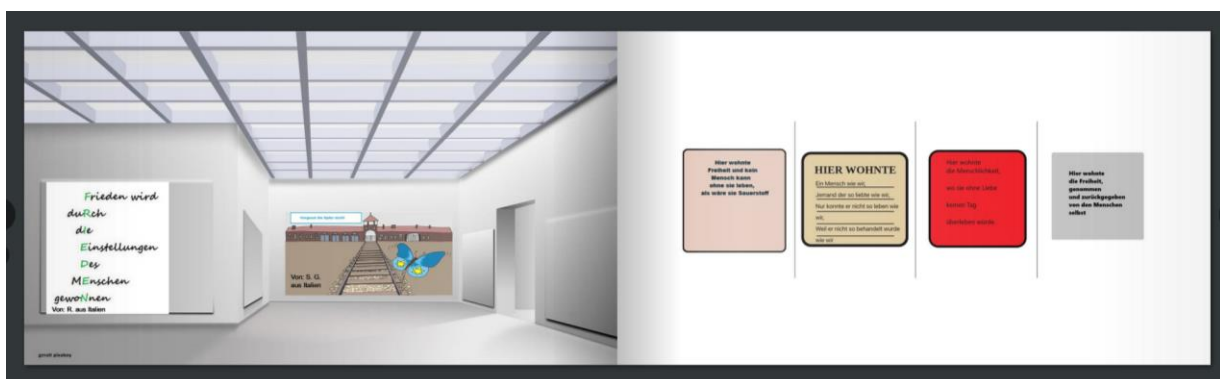 Frieden wird
duRch
die
Einstellungen
Des
MEnschen
gewoNnen
Von: R. aus Italien
Von: S. G.
aus Italien
Hier wohnte
Freiheit und kein
Mensch kann
ohne sie leben,
als wäre sie Sauerstoff
HIER WOHNTE
Ein Mensch wie wir,
Jemand der so liebte wie wir,
Nur konnte er nicht so leben wie
wir,
Weil er nicht so behandelt wurde
wie wir
Hier wohnte
die Menschlichkeit,
wo sie ohne Liebe
keinen Tag
überleben würde.
Hier wohnte
die Freiheit,
genommen
und zurückgegeben
von den Menschen
selbst